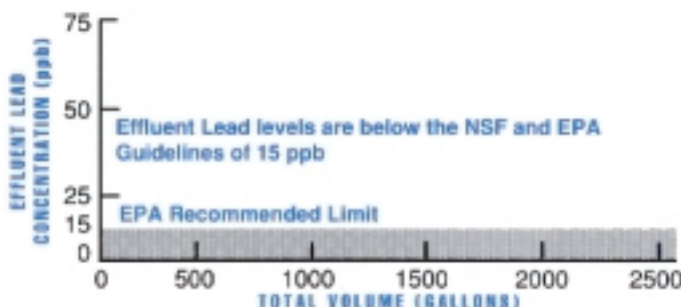 75
50
25
15
0
EFFLUENT LEAD
CONCENTRATION (ppb)
Effluent Lead levels are below the NSF and EPA
Guidelines of 15 ppb
EPA Recommended Limit
0 500 1000 1500 2000 2500
TOTAL VOLUME (GALLONS)